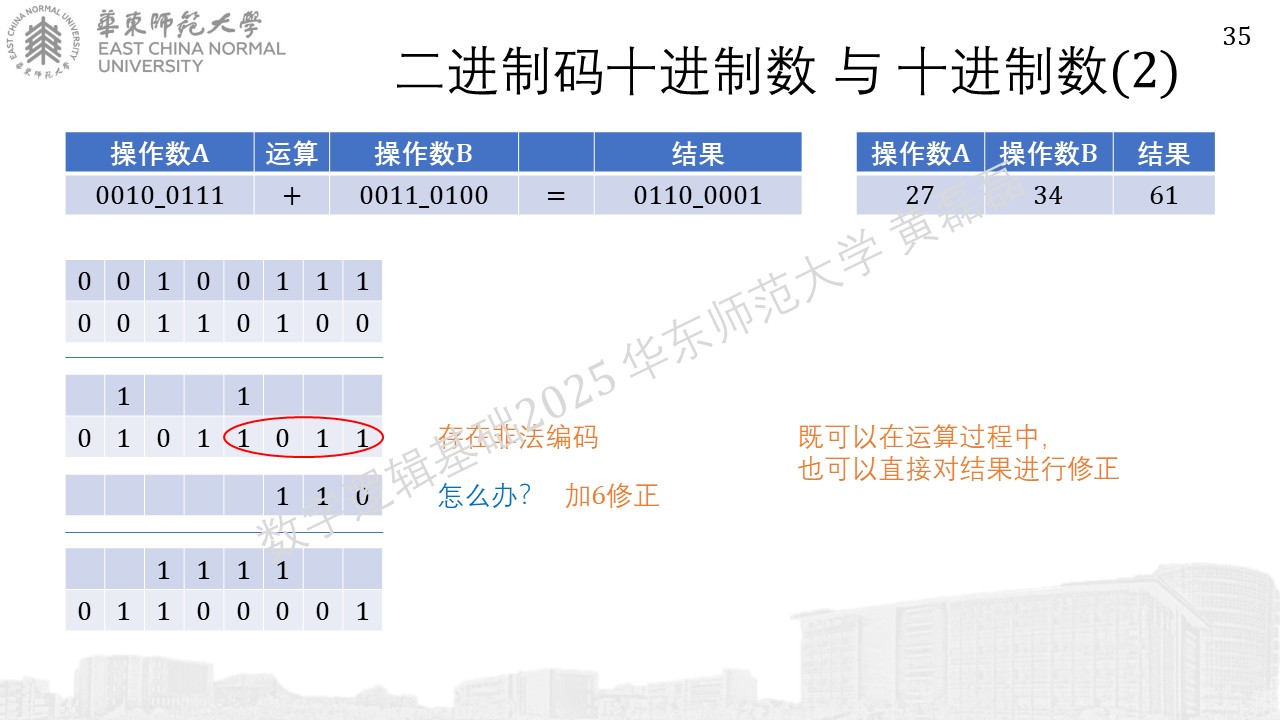 華東師範大學
EAST CHINA NORMAL
UNIVERSITY
EAST CHINA NORMAL UNIVERSITY
華東師範大學
35
二进制码十进制数 与 十进制数(2)
操作数A 运算 操作数B 结果
0010_0111 + 0011_0100 = 0110_0001
操作数A 操作数B 结果
27 34 61
0 0 1 0 0 1 1 1
0 0 1 1 0 1 0 0
1 1
0 1 0 1 1 0 1 1
存在非法编码
既可以在运算过程中,
也可以直接对结果进行修正
1 1 0
怎么办? 加6修正
1 1 1 1
0 1 1 0 0 0 0 1
数字逻辑基础2025 华东师范大学 黄磊磊